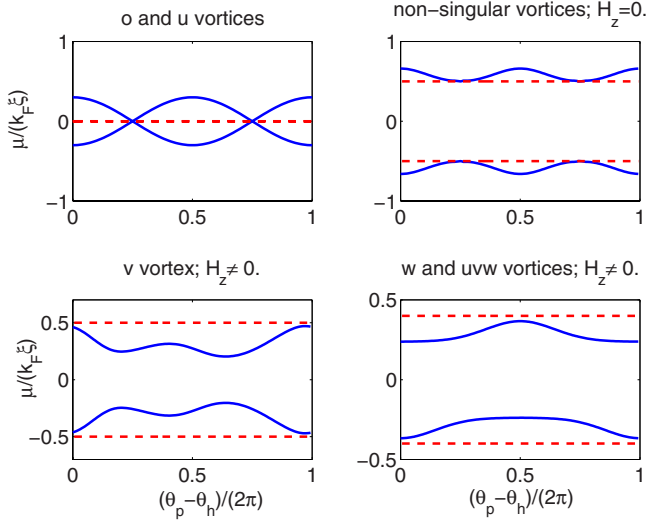 o and u vortices
1
0
−1
μ/(k_Fξ)
0 0.5 1
non−singular vortices; H_z=0.
1
0
−1
0 0.5 1
v vortex; H_z≠ 0.
0.5
0
−0.5
μ/(k_Fξ)
0 0.5 1
(θ_p−θ_h)/(2π)
w and uvw vortices; H_z≠ 0.
0.5
0
−0.5
0 0.5 1
(θ_p−θ_h)/(2π)